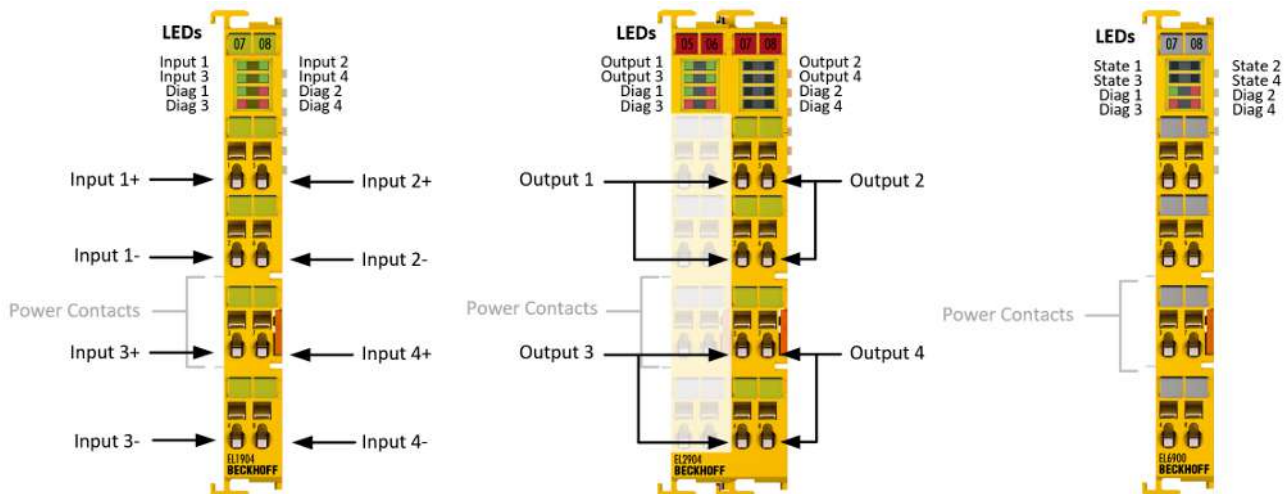 LEDs
07 08
Input 1
Input 2
Input 3
Input 4
Diag 1
Diag 2
Diag 3
Diag 4
Input 1+
Input 2+
Input 1-
Input 2-
Power Contacts
Input 3+
Input 4+
Input 3-
Input 4-
EL1904
BECKHOFF
LEDs
05 06 07 08
Output 1
Output 2
Output 3
Output 4
Diag 1
Diag 2
Diag 3
Diag 4
Output 1
Output 2
Power Contacts
Output 3
Output 4
EL2904
BECKHOFF
LEDs
07 08
State 1
State 2
State 3
State 4
Diag 1
Diag 2
Diag 3
Diag 4
Power Contacts
EL6900
BECKHOFF